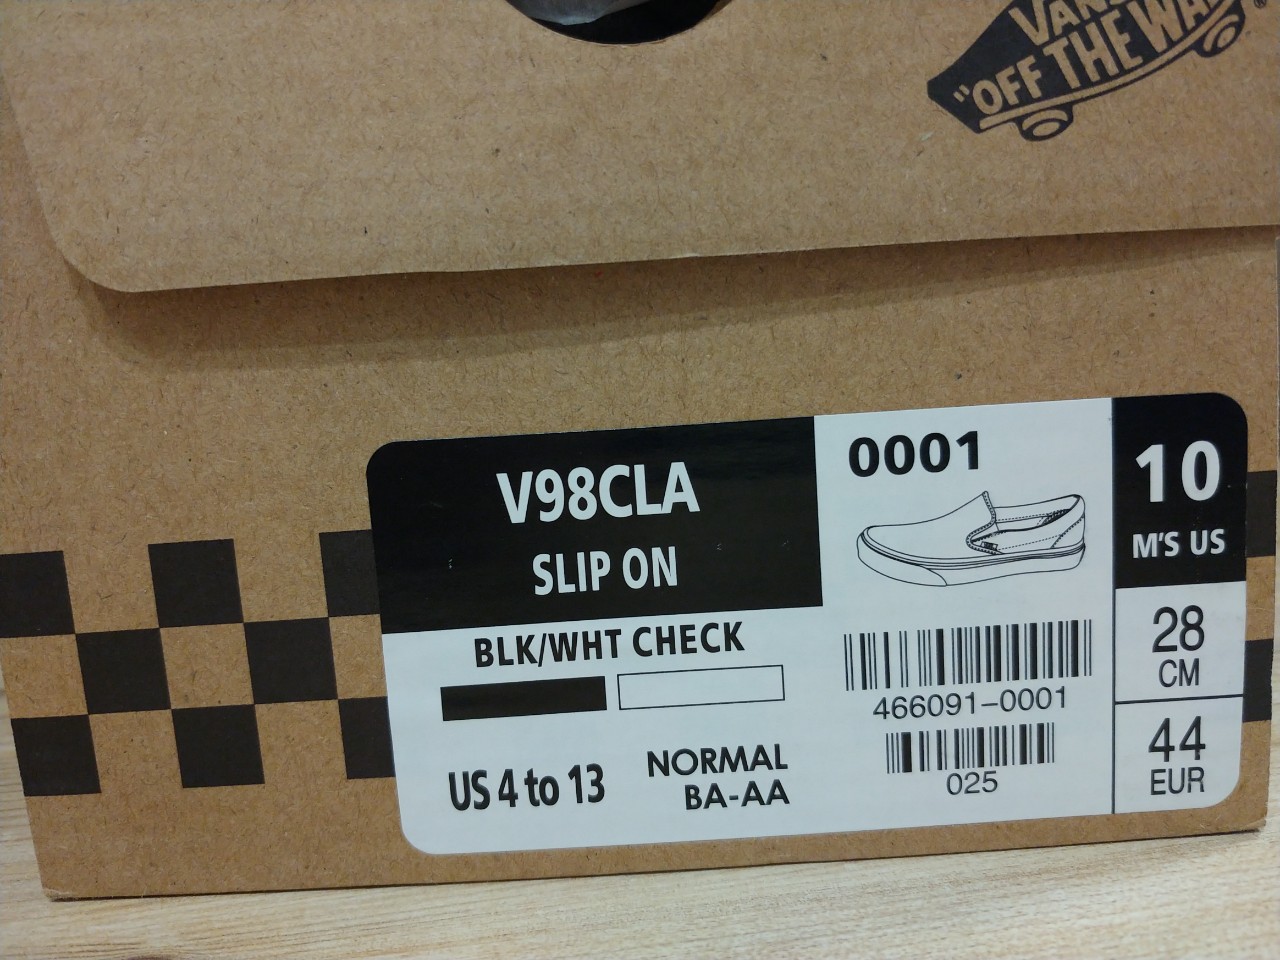 VANS
"OFF THE WALL"
®
V98CLA
SLIP ON
BLK/WHT CHECK
US 4 to 13
NORMAL
BA-AA
0001
466091-0001
025
10
M'S US
28
CM
44
EUR